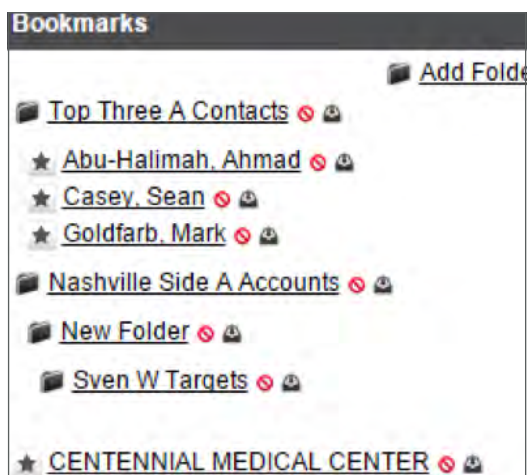 Bookmarks
Add Folde
Top Three A Contacts
Abu-Halimah, Ahmad
Casey, Sean
Goldfarb, Mark
Nashville Side A Accounts
New Folder
Sven W Targets
CENTENNIAL MEDICAL CENTER